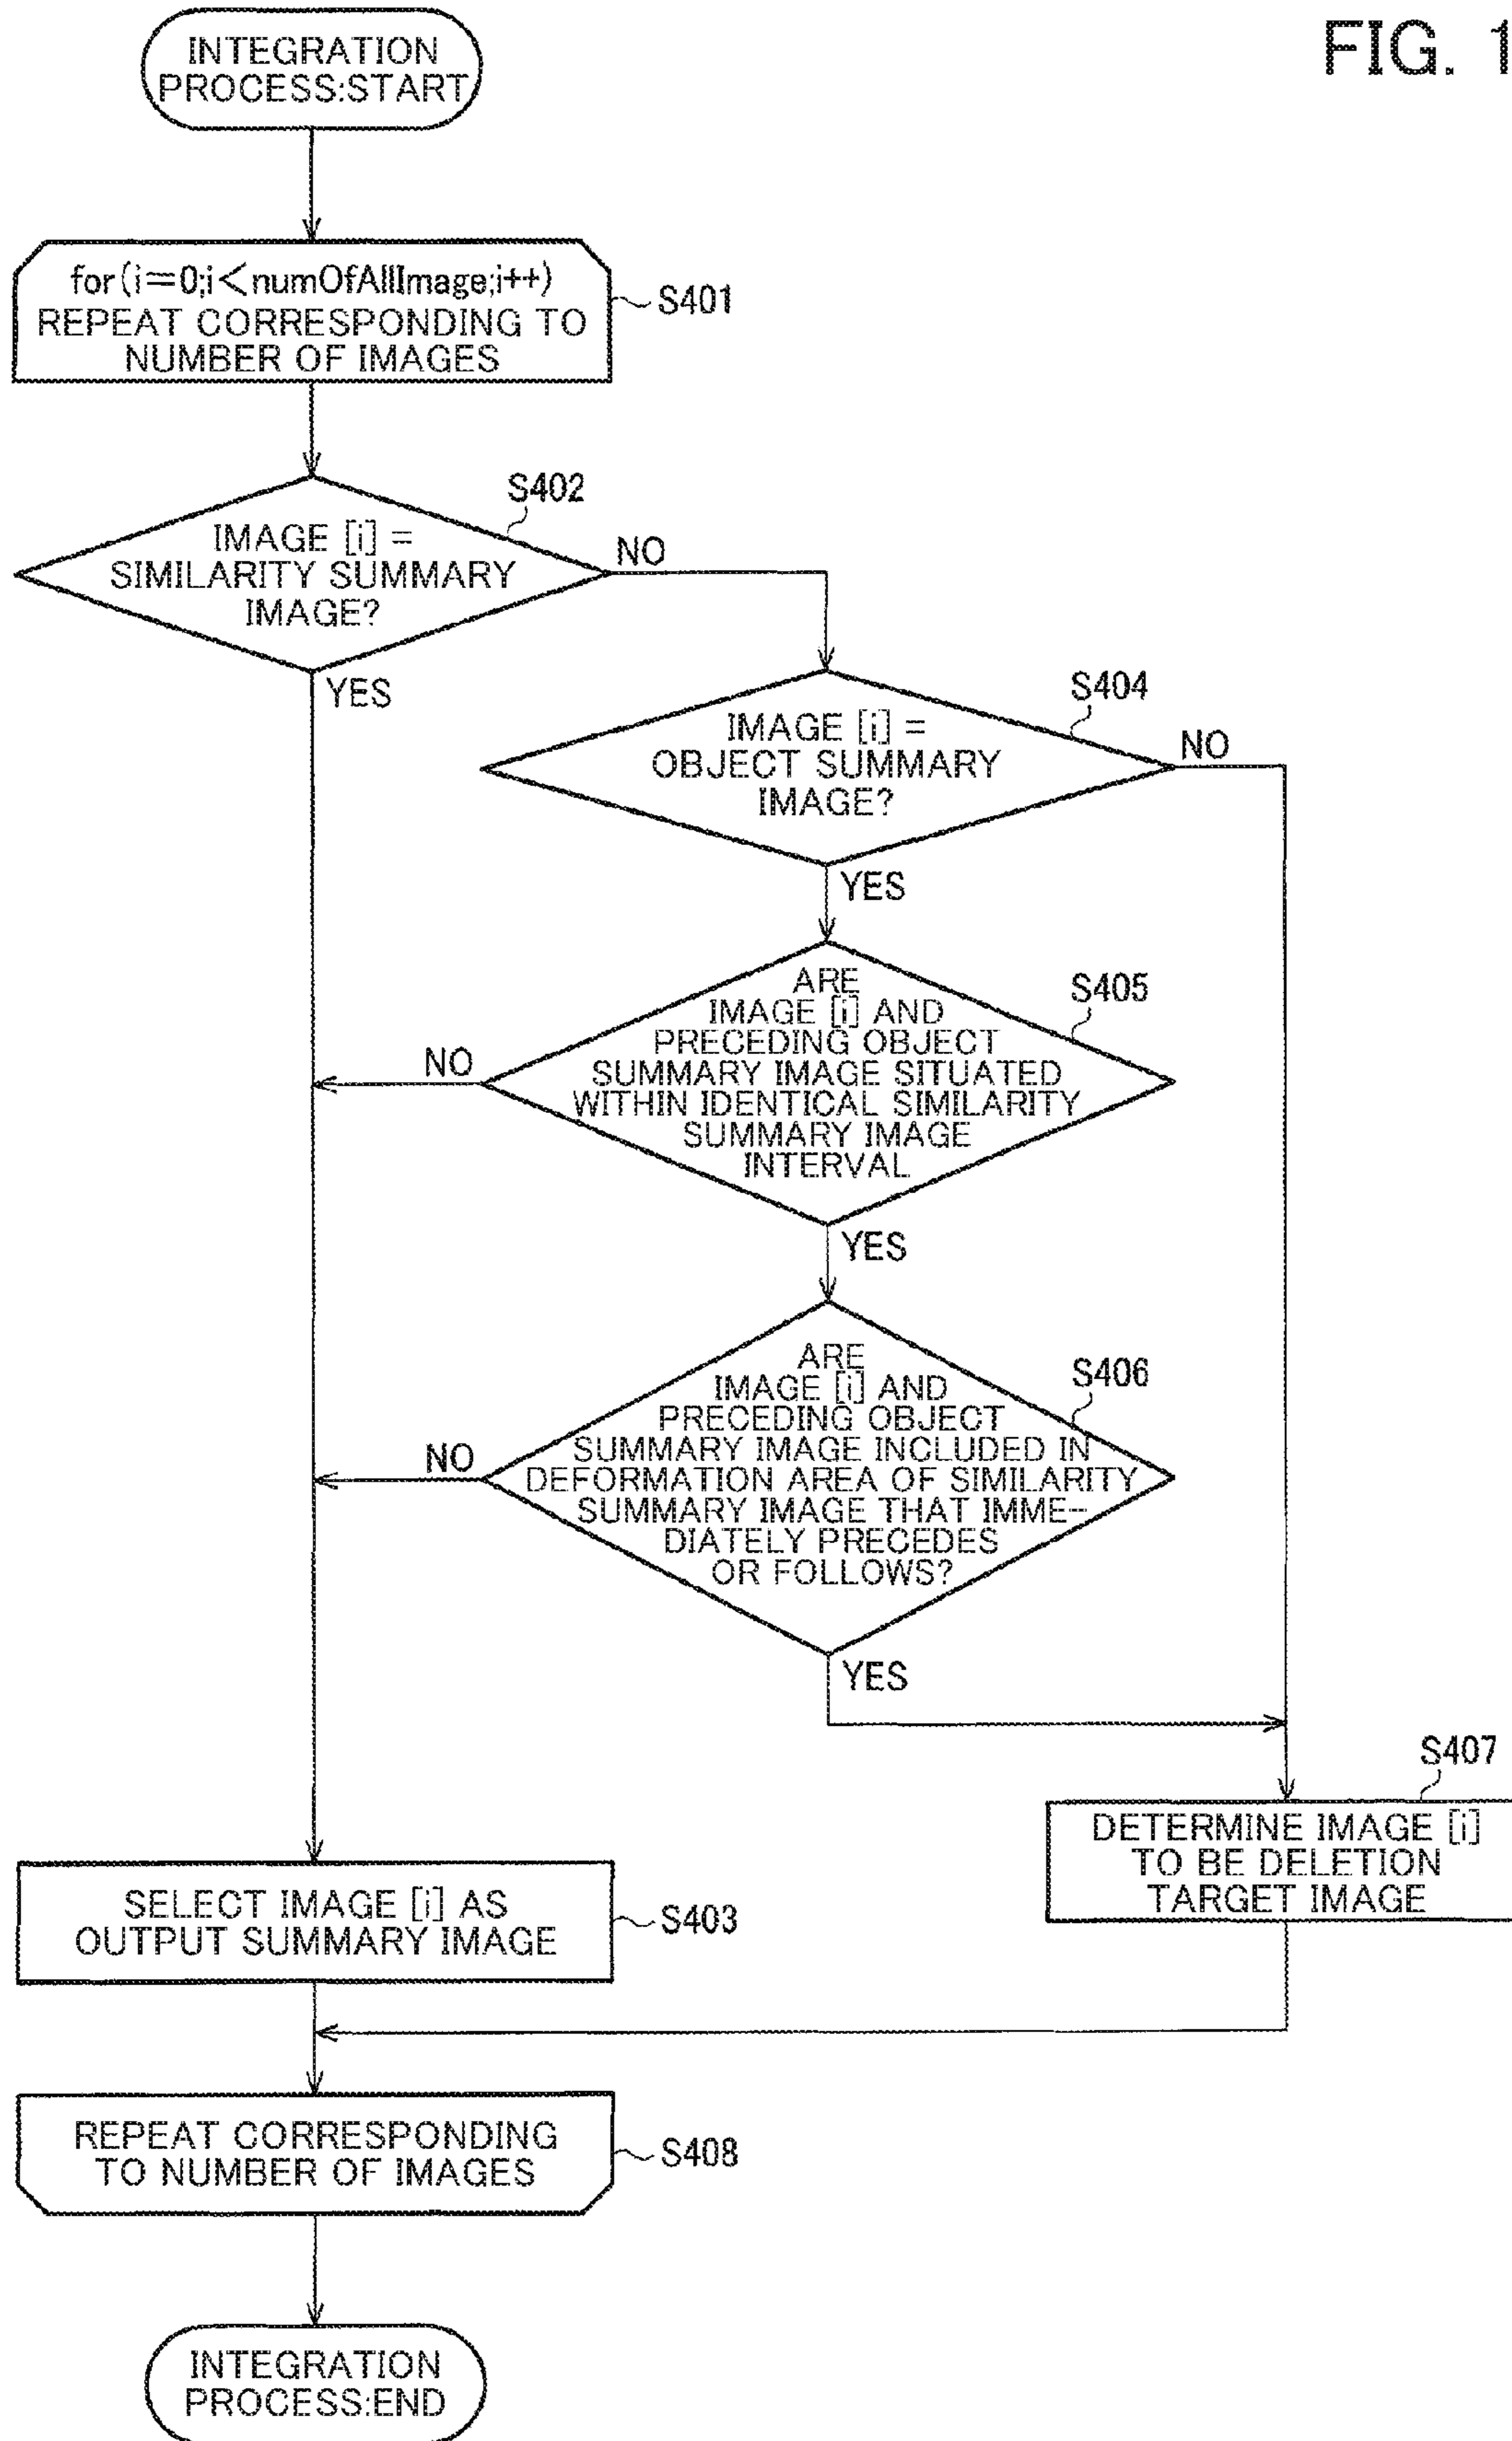 FIG. 1
INTEGRATION
PROCESS:START
for(i=0;i<numOfAllImage;i++)
REPEAT CORRESPONDING TO
NUMBER OF IMAGES
S401
S402
IMAGE [i] =
SIMILARITY SUMMARY
IMAGE?
NO
YES
S404
IMAGE [i] =
OBJECT SUMMARY
IMAGE?
NO
YES
S405
ARE
IMAGE [i] AND
PRECEDING OBJECT
SUMMARY IMAGE SITUATED
WITHIN IDENTICAL SIMILARITY
SUMMARY IMAGE
INTERVAL
NO
YES
S406
ARE
IMAGE [i] AND
PRECEDING OBJECT
SUMMARY IMAGE INCLUDED IN
DEFORMATION AREA OF SIMILARITY
SUMMARY IMAGE THAT IMME-
DIATELY PRECEDES
OR FOLLOWS?
NO
YES
S407
DETERMINE IMAGE [i]
TO BE DELETION
TARGET IMAGE
SELECT IMAGE [i] AS
OUTPUT SUMMARY IMAGE
S403
REPEAT CORRESPONDING
TO NUMBER OF IMAGES
S408
INTEGRATION
PROCESS:END